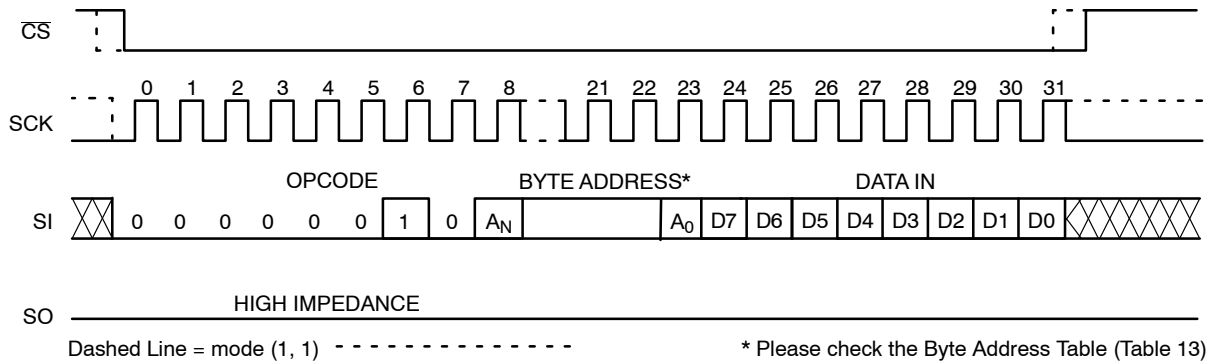 CS
0 1 2 3 4 5 6 7 8 21 22 23 24 25 26 27 28 29 30 31
SCK
OPCODE BYTE ADDRESS* DATA IN
SI 0 0 0 0 0 0 1 0 AN A0 D7 D6 D5 D4 D3 D2 D1 D0
HIGH IMPEDANCE
SO
Dashed Line = mode (1, 1) * Please check the Byte Address Table (Table 13)